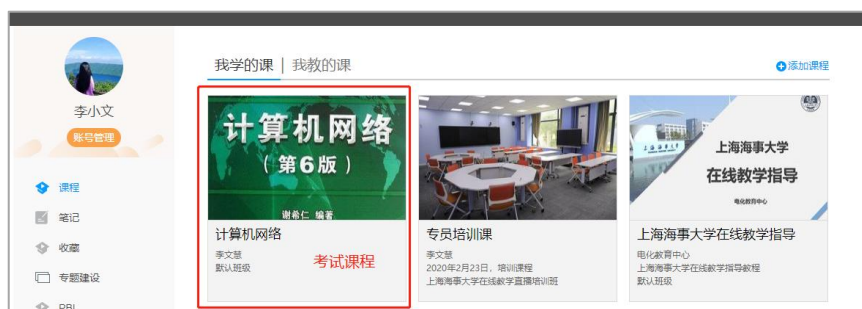 我学的课 | 我教的课
添加课程
李小文
账号管理
课程
笔记
收藏
专题建设
PBL
计算机网络
（第6版）
谢希仁 编著
计算机网络
李文慧
默认班级
考试课程
专员培训课
李文慧
2020年2月23日，培训课程
上海海事大学在线教学直播培训班
上海海事大学
在线教学指导
电化教育中心
上海海事大学在线教学指导
电化教育中心
上海海事大学在线教学指导教程
默认班级